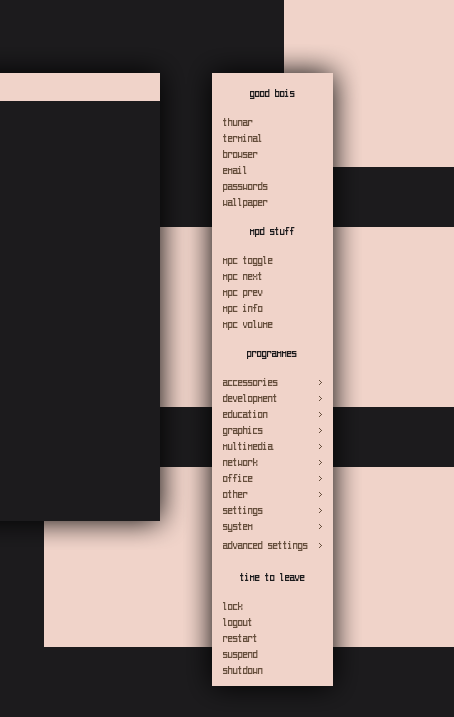 good bois
thunar
terminal
browser
email
passwords
wallpaper
mpd stuff
mpc toggle
mpc next
mpc prev
mpc info
mpc volume
programmes
accessories >
development >
education >
graphics >
multimedia >
network >
office >
other >
settings >
system >
advanced settings >
time to leave
lock
logout
restart
suspend
shutdown